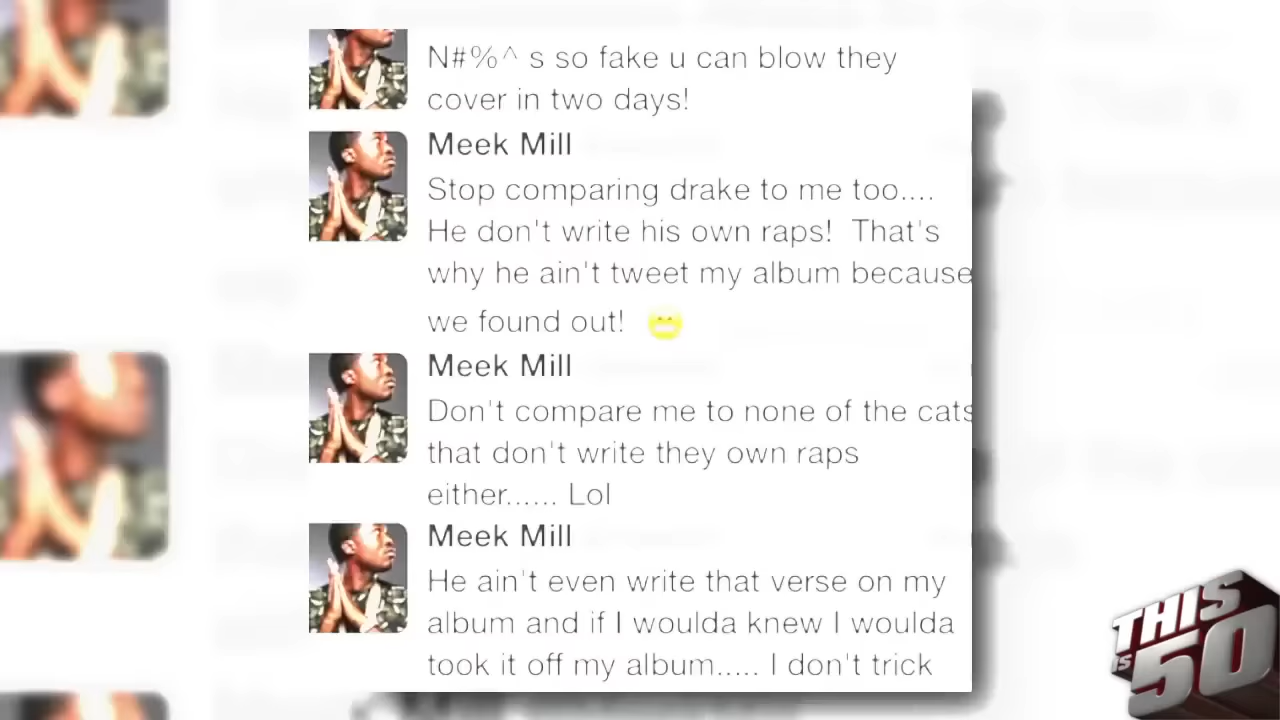 N#%^ s so fake u can blow they
cover in two days!
Meek Mill
Stop comparing drake to me too....
He don't write his own raps!  That's
why he ain't tweet my album because
we found out!
Meek Mill
Don't compare me to none of the cats
that don't write they own raps
either...... Lol
Meek Mill
He ain't even write that verse on my
album and if I woulda knew I woulda
took it off my album..... I don't trick
THIS
IS 50